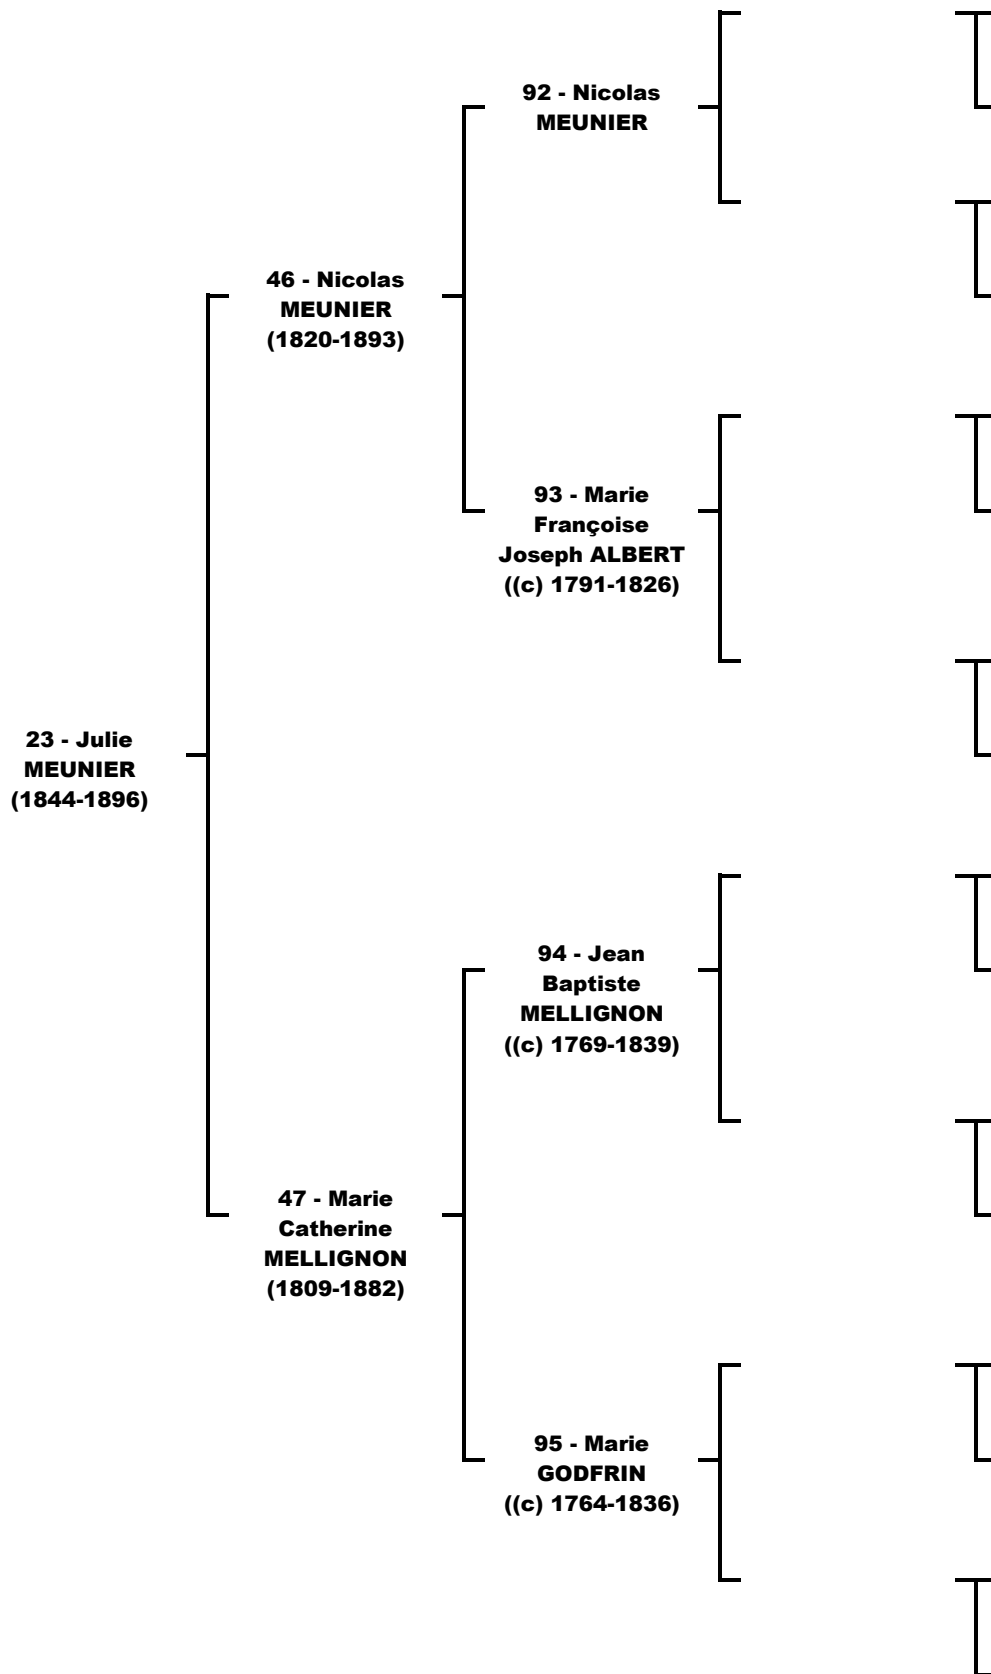 92 - Nicolas
MEUNIER
46 - Nicolas
MEUNIER
(1820-1893)
93 - Marie
Françoise
Joseph ALBERT
((c) 1791-1826)
23 - Julie
MEUNIER
(1844-1896)
94 - Jean
Baptiste
MELLIGNON
((c) 1769-1839)
47 - Marie
Catherine
MELLIGNON
(1809-1882)
95 - Marie
GODFRIN
((c) 1764-1836)